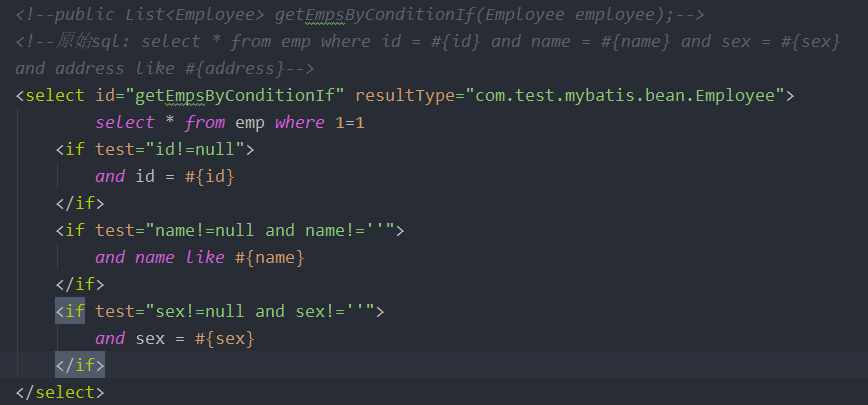 <!--public List<Employee> getEmpsByConditionIf(Employee employee);-->
<!--原始sql: select * from emp where id = #{id} and name = #{name} and sex = #{sex}
and address like #{address}-->
<select id="getEmpsByConditionIf" resultType="com.test.mybatis.bean.Employee">
select * from emp where 1=1
<if test="id!=null">
and id = #{id}
</if>
<if test="name!=null and name!=''">
and name like #{name}
</if>
<if test="sex!=null and sex!=''">
and sex = #{sex}
</if>
</select>